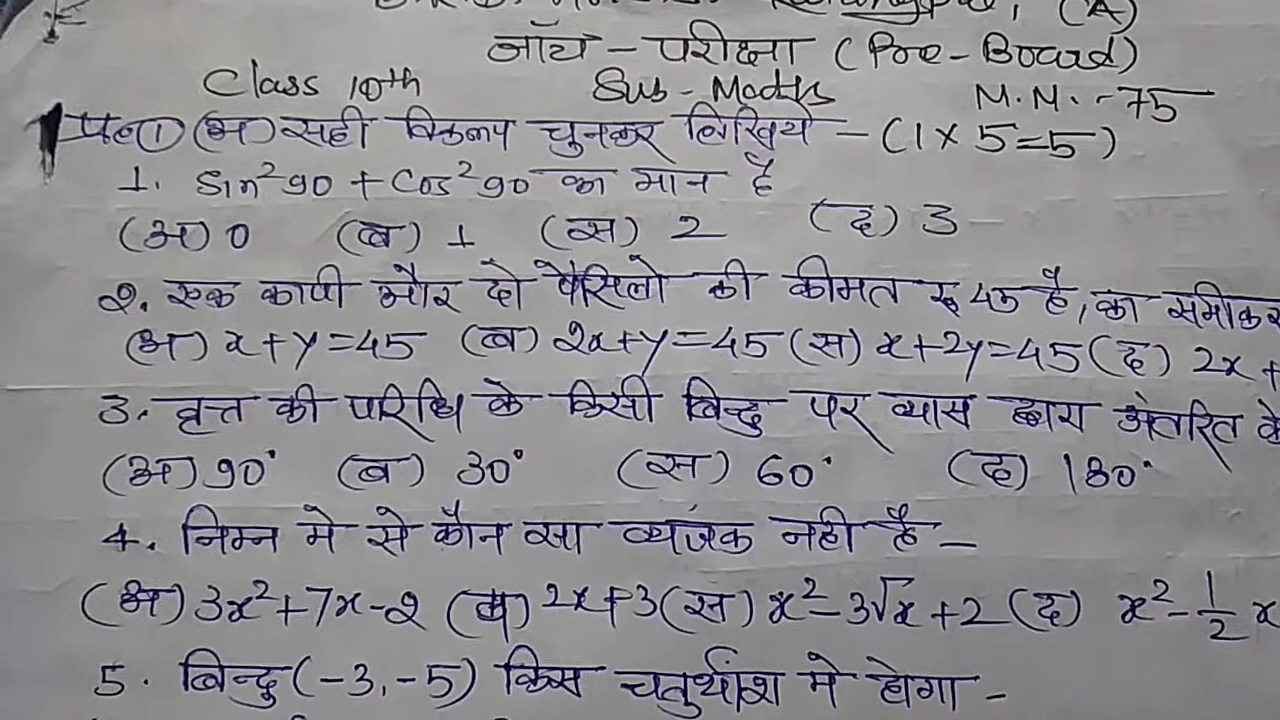 (A)
जॉय - परीक्षा (Pre-Board)
Class 10th Sub - Maths M.M. - 75
(अ) सही विकल्प चुनकर लिखिये - (1 x 5 = 5)
1. Sin²90 + Cos²90 का मान है
(अ) 0 (ब) 1 (स) 2 (द) 3
2. एक कापी और दो पेंसिलो की कीमत रू 45 है, का समीकर
(अ) x+y=45 (ब) 2x+y=45 (स) x+2y=45 (द) 2x +
3. वृत्त की परिधि के किसी बिन्दु पर व्यास द्वारा अंतरित के
(अ) 90° (ब) 30° (स) 60° (द) 180°
4. निम्न मे से कौन सा व्यजंक नही है -
(अ) 3x²+7x-2 (ब) 2x+3 (स) x²-3√x+2 (द) x²-1/2 x
5. बिन्दु (-3,-5) किस चतुर्थांश मे होगा -